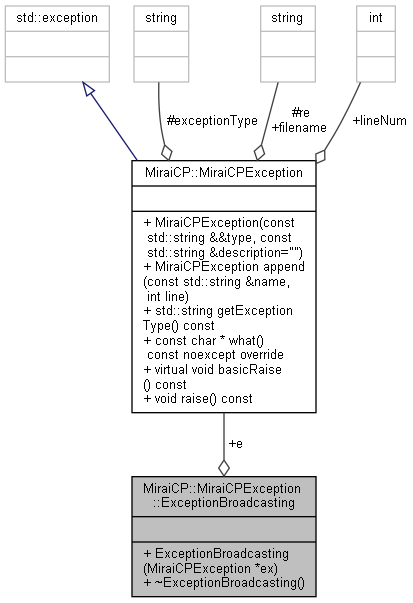 std::exception
string
string
int
#exceptionType
#re
+filename
+lineNum
MiraiCP::MiraiCPException
+ MiraiCPException(const
std::string &&type, const
std::string &description="")
+ MiraiCPException append
(const std::string &name,
int line)
+ std::string getException
Type() const
+ const char * what()
const noexcept override
+ virtual void basicRaise
() const
+ void raise() const
+e
MiraiCP::MiraiCPException
::ExceptionBroadcasting
+ ExceptionBroadcasting
(MiraiCPException *ex)
+ ~ExceptionBroadcasting()